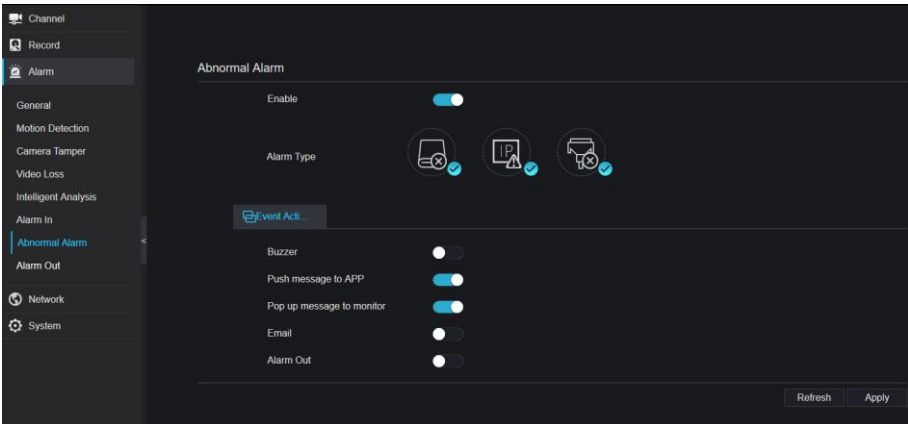 Channel
Record
Alarm
General
Motion Detection
Camera Tamper
Video Loss
Intelligent Analysis
Alarm In
Abnormal Alarm
Alarm Out
Network
System
<
Abnormal Alarm
Enable
Alarm Type
IP
Event Acti...
Buzzer
Push message to APP
Pop up message to monitor
Email
Alarm Out
Refresh Apply